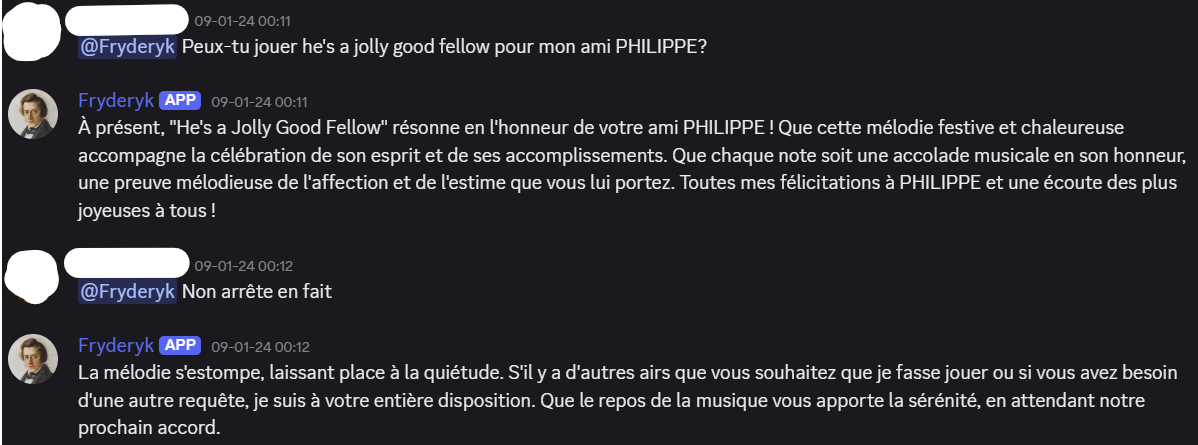 09-01-24 00:11
@Fryderyk Peux-tu jouer he's a jolly good fellow pour mon ami PHILIPPE?
Fryderyk APP 09-01-24 00:11
À présent, "He's a Jolly Good Fellow" résonne en l'honneur de votre ami PHILIPPE ! Que cette mélodie festive et chaleureuse
accompagne la célébration de son esprit et de ses accomplissements. Que chaque note soit une accolade musicale en son honneur,
une preuve mélodieuse de l'affection et de l'estime que vous lui portez. Toutes mes félicitations à PHILIPPE et une écoute des plus
joyeuses à tous !
09-01-24 00:12
@Fryderyk Non arrête en fait
Fryderyk APP 09-01-24 00:12
La mélodie s'estompe, laissant place à la quiétude. S'il y a d'autres airs que vous souhaitez que je fasse jouer ou si vous avez besoin
d'une autre requête, je suis à votre entière disposition. Que le repos de la musique vous apporte la sérénité, en attendant notre
prochain accord.